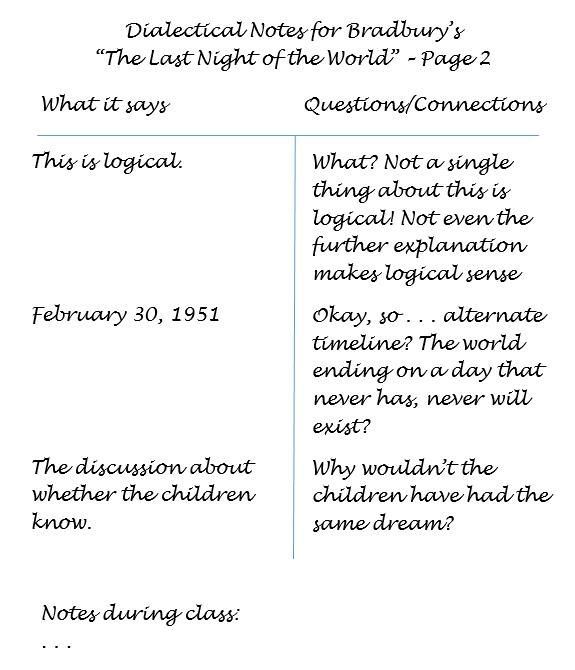 Dialectical Notes for Bradbury's
"The Last Night of the World" – Page 2
What it says
Questions/Connections
This is logical.
What? Not a single
thing about this is
logical! Not even the
further explanation
makes logical sense
February 30, 1951
Okay, so . . . alternate
timeline? The world
ending on a day that
never has, never will
exist?
The discussion about
whether the children
know.
Why wouldn't the
children have had the
same dream?
Notes during class:
. . .